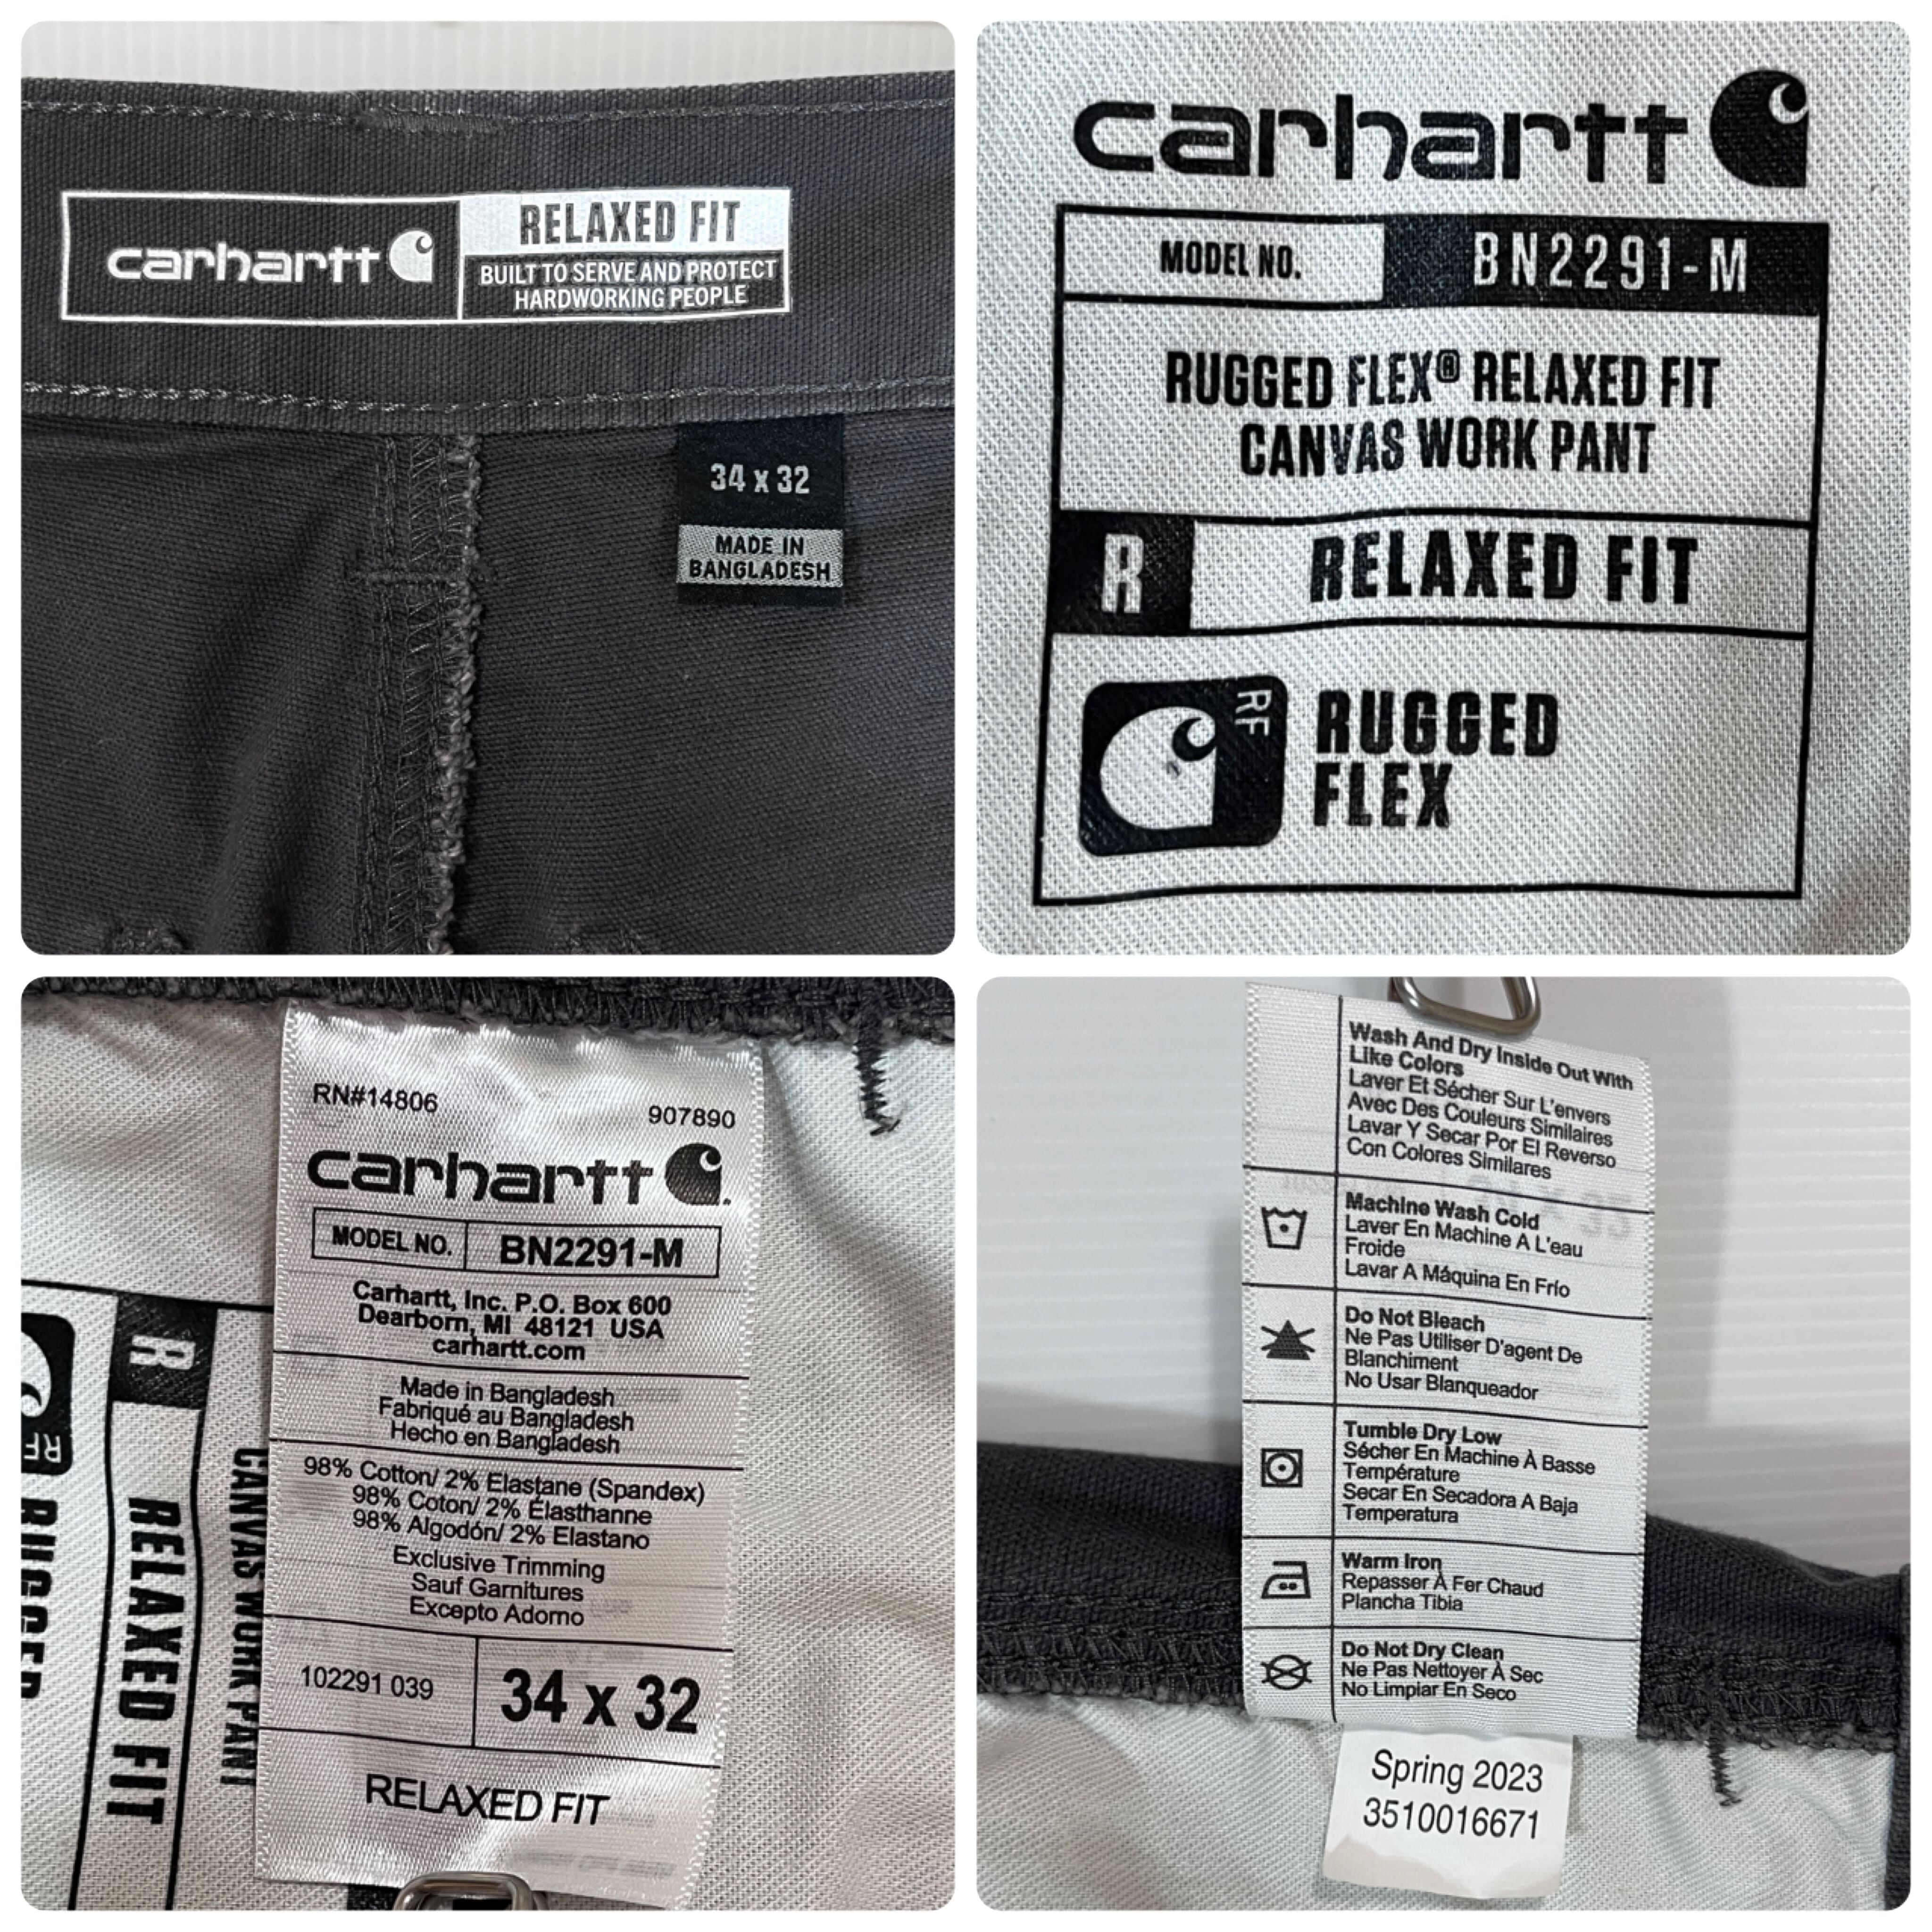 carhartt
RELAXED FIT
BUILT TO SERVE AND PROTECT
HARDWORKING PEOPLE
34 x 32
MADE IN
BANGLADESH
carhartt
MODEL NO. BN2291-M
RUGGED FLEX® RELAXED FIT
CANVAS WORK PANT
R RELAXED FIT
RF
RUGGED
FLEX
RN#14806 907890
carhartt
MODEL NO. BN2291-M
Carhartt, Inc. P.O. Box 600
Dearborn, MI 48121 USA
carhartt.com
Made in Bangladesh
Fabriqué au Bangladesh
Hecho en Bangladesh
98% Cotton/ 2% Elastane (Spandex)
98% Coton/ 2% Élasthanne
98% Algodón/ 2% Elastano
Exclusive Trimming
Sauf Garnitures
Excepto Adorno
102291 039 34 x 32
RELAXED FIT
CANVAS WORK PANT
R RELAXED FIT
RF RUGGED
Wash And Dry Inside Out With
Like Colors
Laver Et Sécher Sur L'envers
Avec Des Couleurs Similaires
Lavar Y Secar Por El Reverso
Con Colores Similares
Machine Wash Cold
Laver En Machine A L'eau
Froide
Lavar A Máquina En Frío
Do Not Bleach
Ne Pas Utiliser D'agent De
Blanchiment
No Usar Blanqueador
Tumble Dry Low
Sécher En Machine À Basse
Température
Secar En Secadora A Baja
Temperatura
Warm Iron
Repasser À Fer Chaud
Plancha Tibia
Do Not Dry Clean
Ne Pas Nettoyer À Sec
No Limpiar En Seco
Spring 2023
3510016671